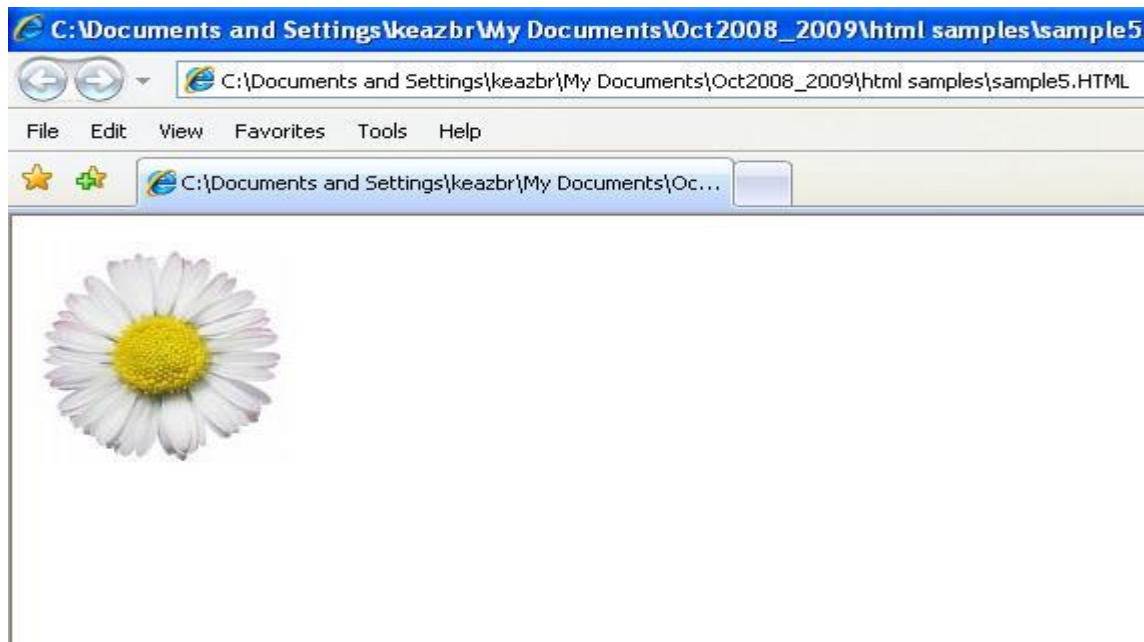 C:\Documents and Settings\keazbr\My Documents\Oct2008_2009\html samples\sample5
C:\Documents and Settings\keazbr\My Documents\Oct2008_2009\html samples\sample5.HTML
File Edit View Favorites Tools Help
C:\Documents and Settings\keazbr\My Documents\Oc...